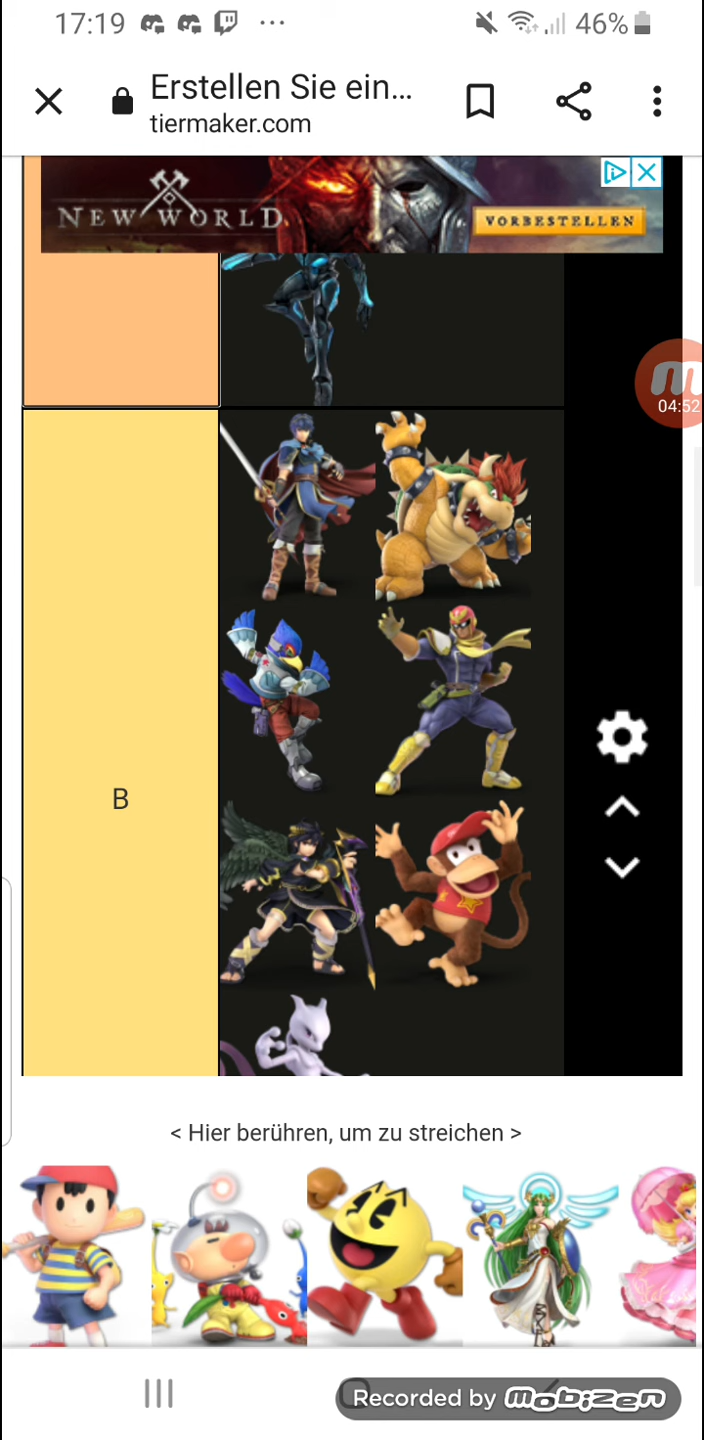 17:19 ... 46%
Erstellen Sie ein...
tiermaker.com
NEW WORLD
VORBESTELLEN
04:52
B
< Hier berühren, um zu streichen >
Recorded by mobizen